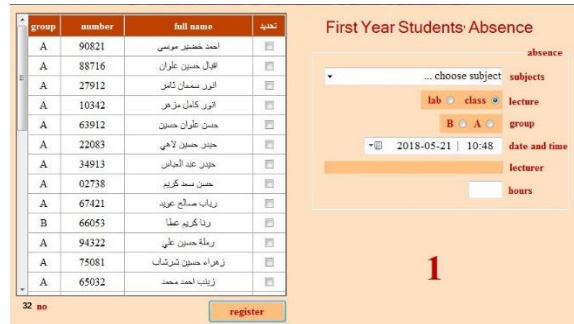 First Year Students' Absence
group number full name تحديد
A 90821 احمد خضير موسى
A 88716 اقبال حسين علوان
A 27912 انور سمعان ثامر
A 10342 انور كامل مزهر
A 63912 حسن علوان حسين
A 22083 حيدر حسين لاهي
A 34913 حيدر عبد العباس
A 02738 حسن سعد كريم
A 67421 رباب صالح عويد
B 66053 رنا كريم عطا
A 94322 رملة حسين علي
A 75081 زهراء حسين شرشاب
A 65032 زينب احمد محمد
32 no
register
absence
... choose subject subjects
lab class lecture
B A group
2018-05-21 | 10:48 date and time
lecturer
hours
1